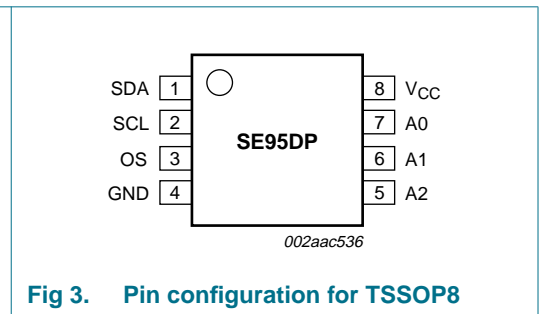 SDA 1 8 VCC
SCL 2 7 A0
SE95DP
OS 3 6 A1
GND 4 5 A2
002aac536
Fig 3. Pin configuration for TSSOP8